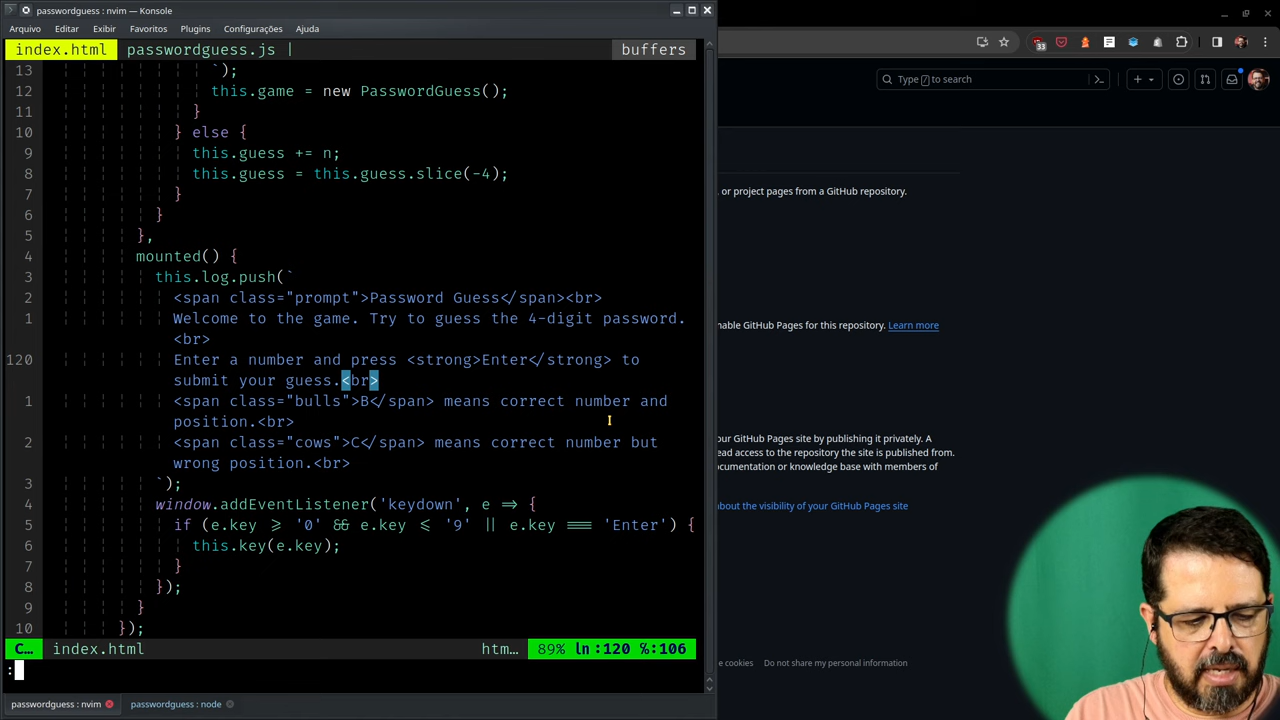 passwordguess : nvim — Konsole
Arquivo Editar Exibir Favoritos Plugins Configurações Ajuda
index.html passwordguess.js | buffers
13 `);
12 this.game = new PasswordGuess();
11 }
10 } else {
9 this.guess += n;
8 this.guess = this.guess.slice(-4);
7 }
6 }
5 },
4 mounted() {
3 this.log.push(`
2 <span class="prompt">Password Guess</span><br>
1 Welcome to the game. Try to guess the 4-digit password.
<br>
120 Enter a number and press <strong>Enter</strong> to
submit your guess.<br>
1 <span class="bulls">B</span> means correct number and
position.<br>
2 <span class="cows">C</span> means correct number but
wrong position.<br>
3 `);
4 window.addEventListener('keydown', e => {
5 if (e.key >= '0' && e.key <= '9' || e.key === 'Enter') {
6 this.key(e.key);
7 }
8 });
9 }
10 });
C… index.html htm… 89% ln:120 %:106
:
passwordguess : nvim passwordguess : node
33
Type / to search
or project pages from a GitHub repository.
nable GitHub Pages for this repository. Learn more
our GitHub Pages site by publishing it privately. A
ead access to the repository the site is published from.
ocumentation or knowledge base with members of
about the visibility of your GitHub Pages site
e cookies Do not share my personal information